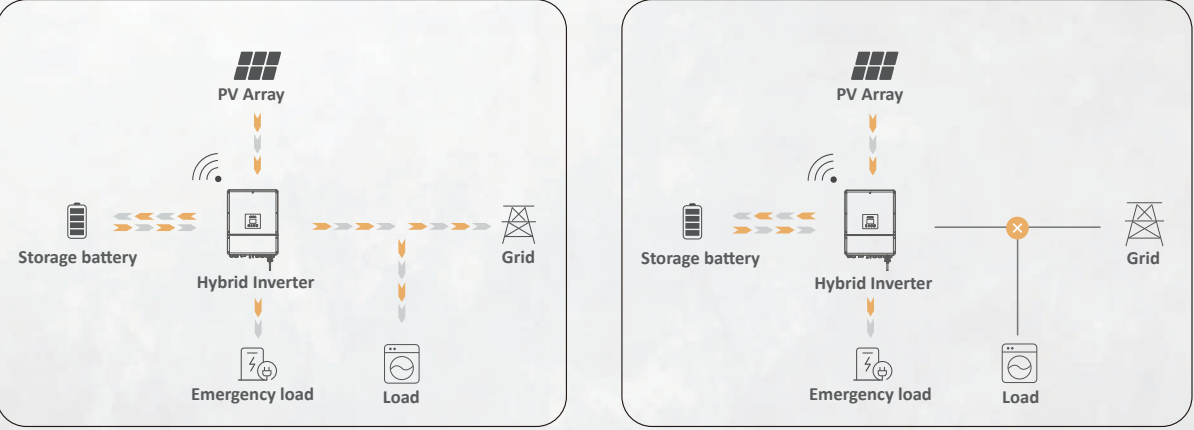 PV Array
Storage battery
Hybrid Inverter
Grid
Emergency load
Load
PV Array
Storage battery
Hybrid Inverter
Grid
Emergency load
Load